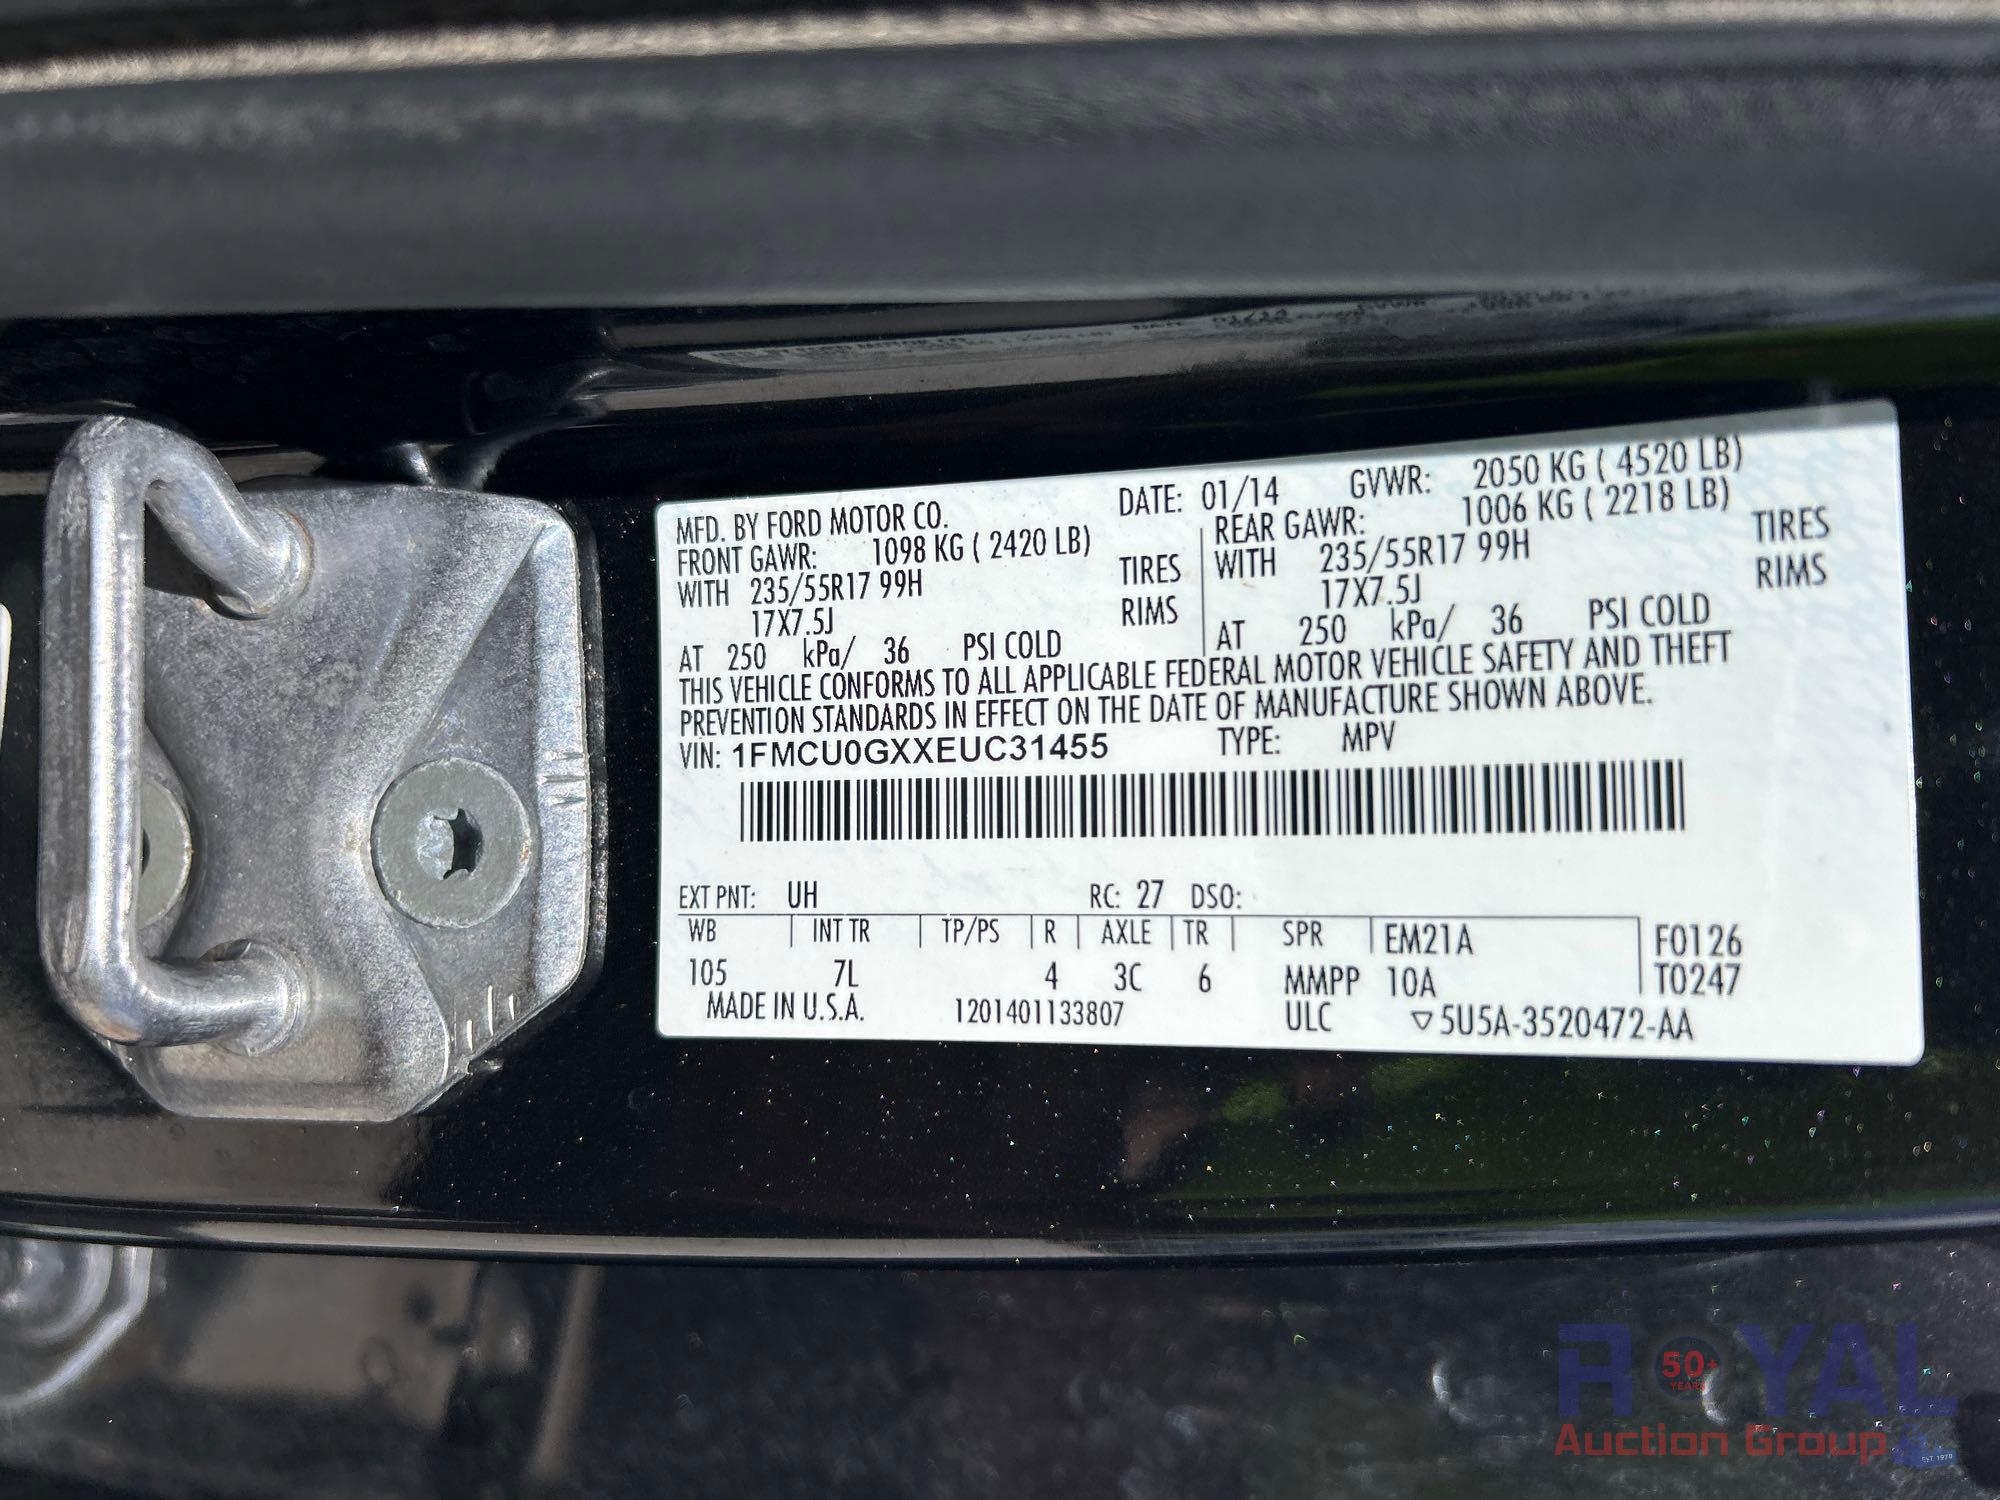 MFD. BY FORD MOTOR CO. DATE: 01/14 GVWR: 2050 KG ( 4520 LB)
FRONT GAWR: 1098 KG ( 2420 LB) REAR GAWR: 1006 KG ( 2218 LB)
WITH 235/55R17 99H TIRES WITH 235/55R17 99H TIRES
17X7.5J RIMS 17X7.5J RIMS
AT 250 kPa/ 36 PSI COLD AT 250 kPa/ 36 PSI COLD
THIS VEHICLE CONFORMS TO ALL APPLICABLE FEDERAL MOTOR VEHICLE SAFETY AND THEFT
PREVENTION STANDARDS IN EFFECT ON THE DATE OF MANUFACTURE SHOWN ABOVE.
VIN: 1FMCU0GXXEUC31455 TYPE: MPV
EXT PNT: UH RC: 27 DSO:
WB INT TR TP/PS R AXLE TR SPR EM21A F0126
105 7L 4 3C 6 MMPP 10A T0247
MADE IN U.S.A. 1201401133807 ULC ▽5U5A-3520472-AA
ROYAL
50+
YEARS
Auction Group
EST. 1970